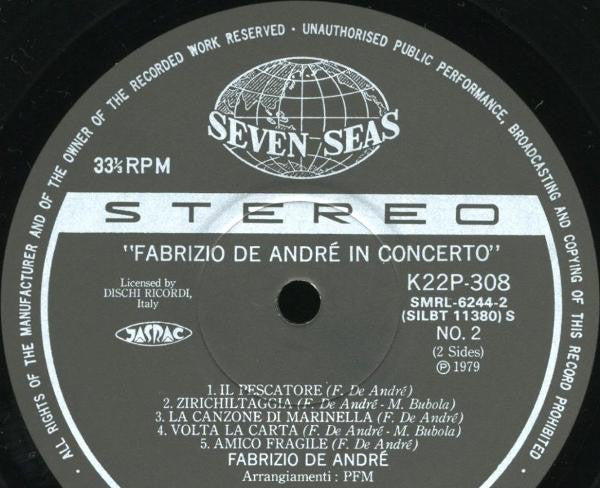 · ALL RIGHTS OF THE MANUFACTURER AND OF THE OWNER OF THE RECORDED WORK RESERVED · UNAUTHORISED PUBLIC PERFORMANCE, BROADCASTING AND COPYING OF THIS RECORD PROHIBITED ·
SEVEN SEAS
33⅓ RPM
STEREO
"FABRIZIO DE ANDRÉ IN CONCERTO"
Licensed by
DISCHI RICORDI,
Italy
JASRAC
K22P-308
SMRL-6244-2
(SILBT 11380) S
NO. 2
(2 Sides)
Ⓟ 1979
1. IL PESCATORE (F. De André)
2. ZIRICHILTAGGIA (F. De André - M. Bubola)
3. LA CANZONE DI MARINELLA (F. De André)
4. VOLTA LA CARTA (F. De André - M. Bubola)
5. AMICO FRAGILE (F. De André)
FABRIZIO DE ANDRÉ
Arrangiamenti : PFM